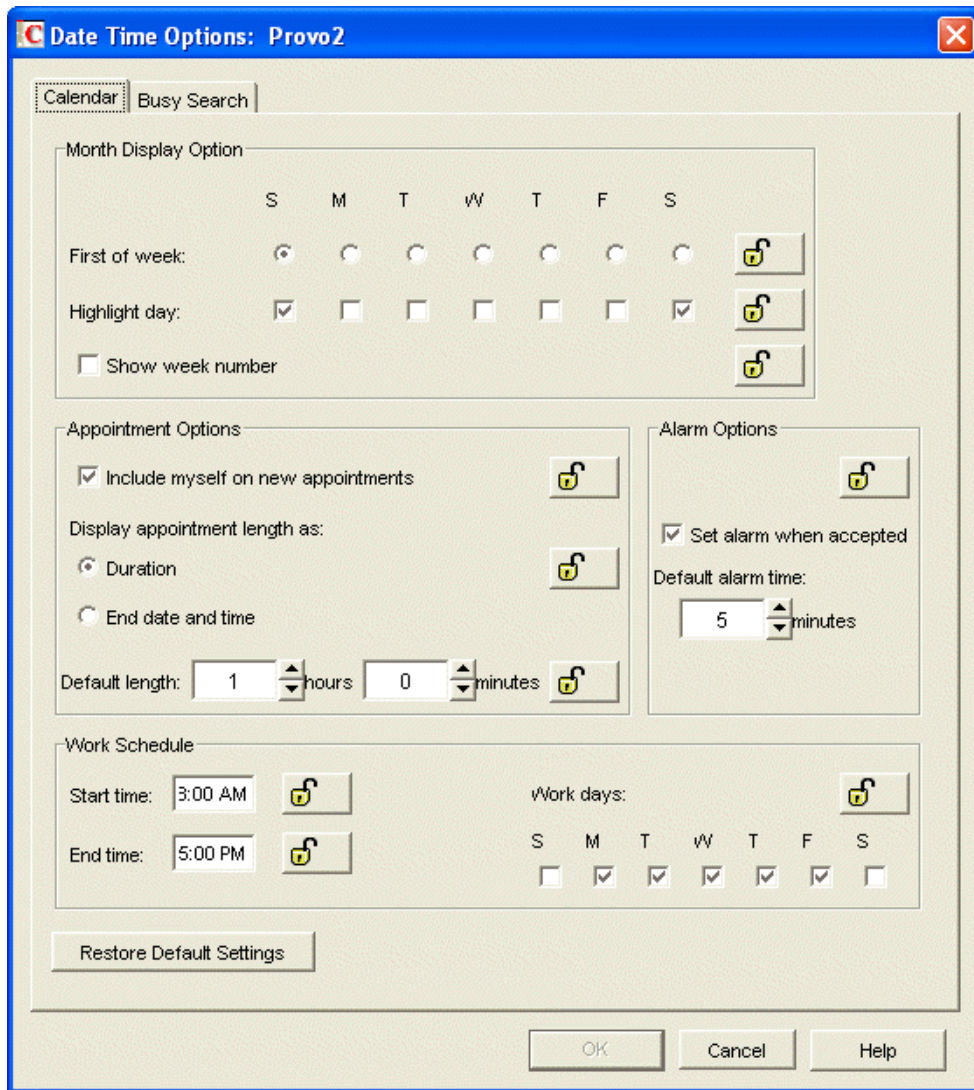 C Date Time Options: Provo2
Calendar Busy Search
Month Display Option
S M T W T F S
First of week:
Highlight day:
Show week number
Appointment Options
Include myself on new appointments
Display appointment length as:
Duration
End date and time
Default length: 1 hours 0 minutes
Alarm Options
Set alarm when accepted
Default alarm time:
5 minutes
Work Schedule
Start time: 3:00 AM
End time: 5:00 PM
Work days:
S M T W T F S
Restore Default Settings
OK Cancel Help